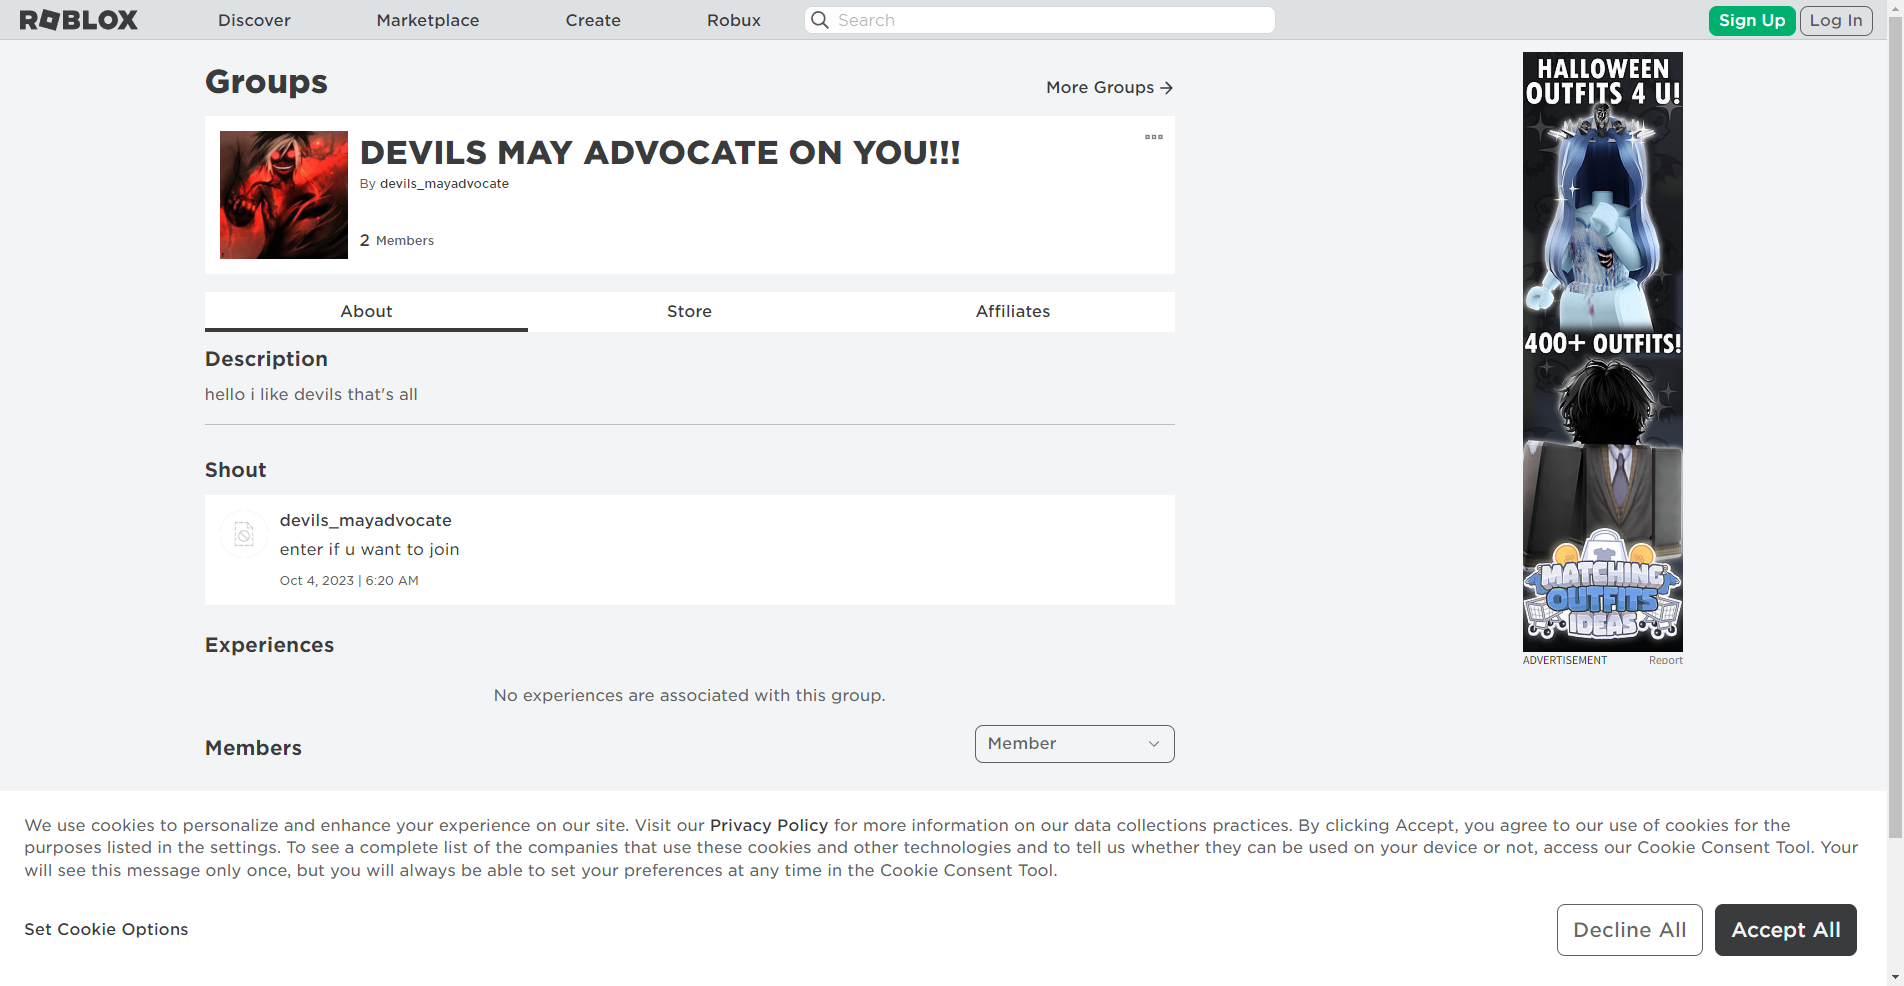 ROBLOX
Discover
Marketplace
Create
Robux
Search
Sign Up
Log In
Groups
More Groups →
DEVILS MAY ADVOCATE ON YOU!!!
By devils_mayadvocate
2 Members
About
Store
Affiliates
Description
hello i like devils that's all
Shout
devils_mayadvocate
enter if u want to join
Oct 4, 2023 | 6:20 AM
Experiences
No experiences are associated with this group.
Members
Member
HALLOWEEN
OUTFITS 4 U!
400+ OUTFITS!
MATCHING
OUTFITS
IDEAS
ADVERTISEMENT
Report
We use cookies to personalize and enhance your experience on our site. Visit our Privacy Policy for more information on our data collections practices. By clicking Accept, you agree to our use of cookies for the
purposes listed in the settings. To see a complete list of the companies that use these cookies and other technologies and to tell us whether they can be used on your device or not, access our Cookie Consent Tool. Your
will see this message only once, but you will always be able to set your preferences at any time in the Cookie Consent Tool.
Set Cookie Options
Decline All
Accept All